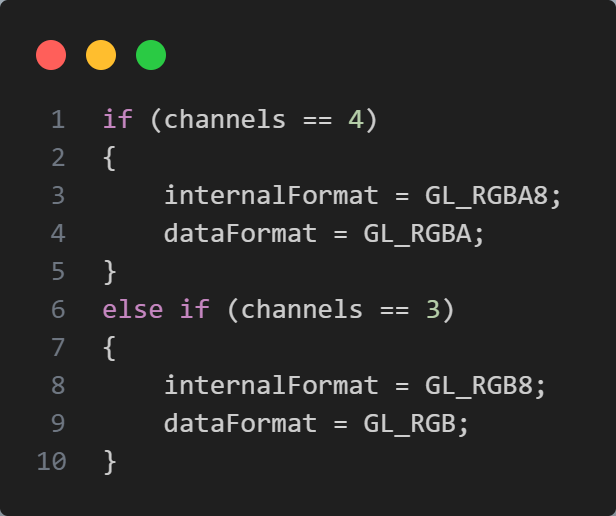 1 if (channels == 4)
2 {
3     internalFormat = GL_RGBA8;
4     dataFormat = GL_RGBA;
5 }
6 else if (channels == 3)
7 {
8     internalFormat = GL_RGB8;
9     dataFormat = GL_RGB;
10 }